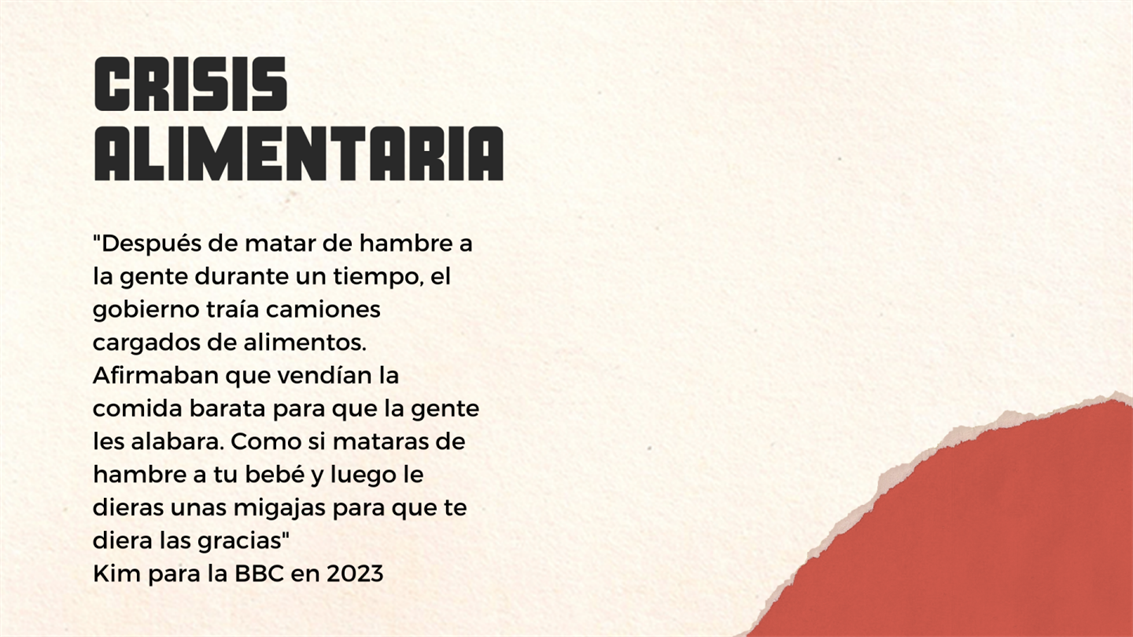 CRISIS
ALIMENTARIA
"Después de matar de hambre a
la gente durante un tiempo, el
gobierno traía camiones
cargados de alimentos.
Afirmaban que vendían la
comida barata para que la gente
les alabara. Como si mataras de
hambre a tu bebé y luego le
dieras unas migajas para que te
diera las gracias"
Kim para la BBC en 2023